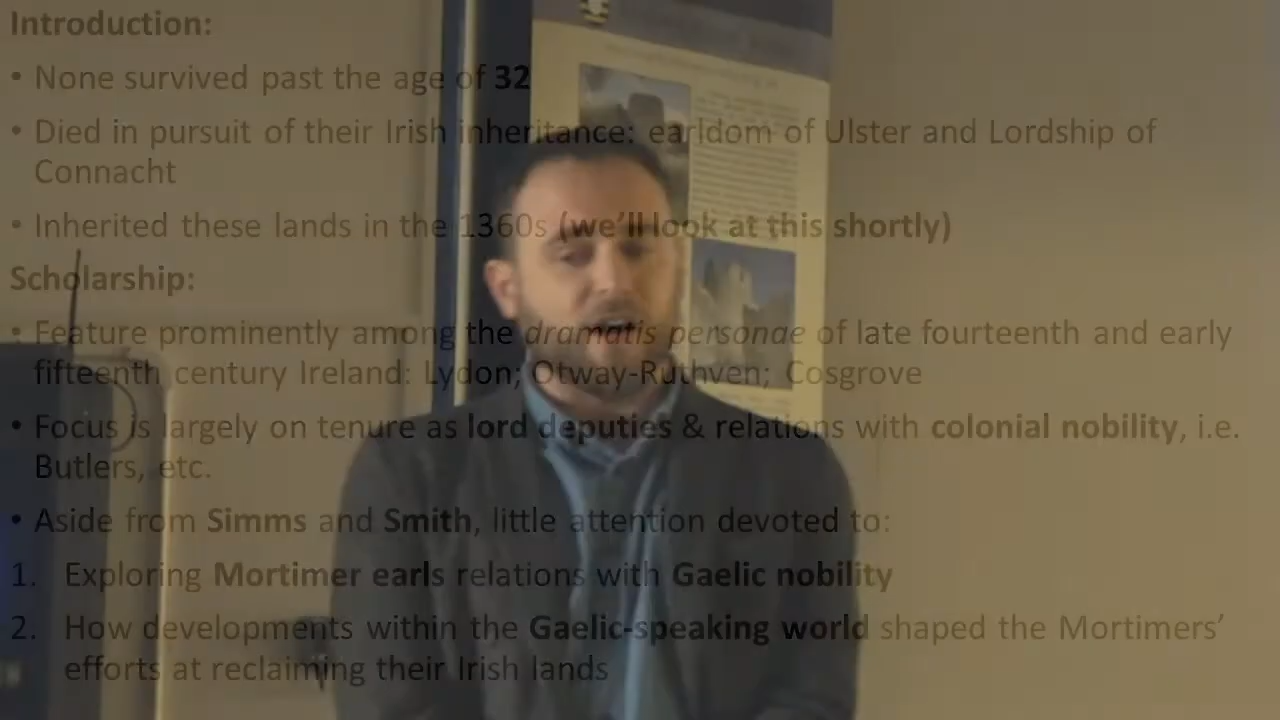 Introduction:
• None survived past the age of 32
• Died in pursuit of their Irish inheritance: earldom of Ulster and Lordship of
Connacht
• Inherited these lands in the 1360s (we'll look at this shortly)
Scholarship:
• Feature prominently among the dramatis personae of late fourteenth and early
fifteenth century Ireland: Lydon; Otway-Ruthven; Cosgrove
• Focus is largely on tenure as lord deputies & relations with colonial nobility, i.e.
Butlers, etc.
• Aside from Simms and Smith, little attention devoted to:
1. Exploring Mortimer earls relations with Gaelic nobility
2. How developments within the Gaelic-speaking world shaped the Mortimers'
efforts at reclaiming their Irish lands